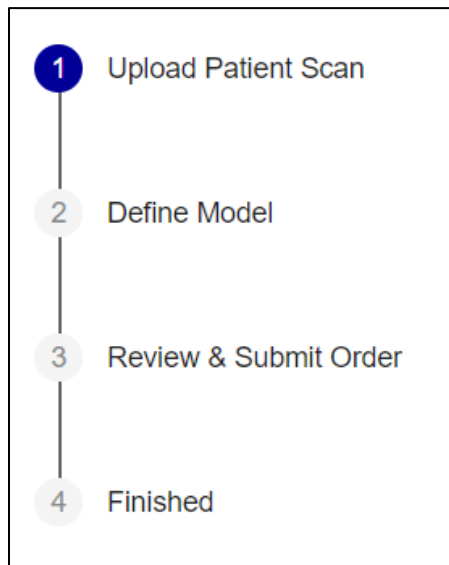 1 Upload Patient Scan
2 Define Model
3 Review & Submit Order
4 Finished